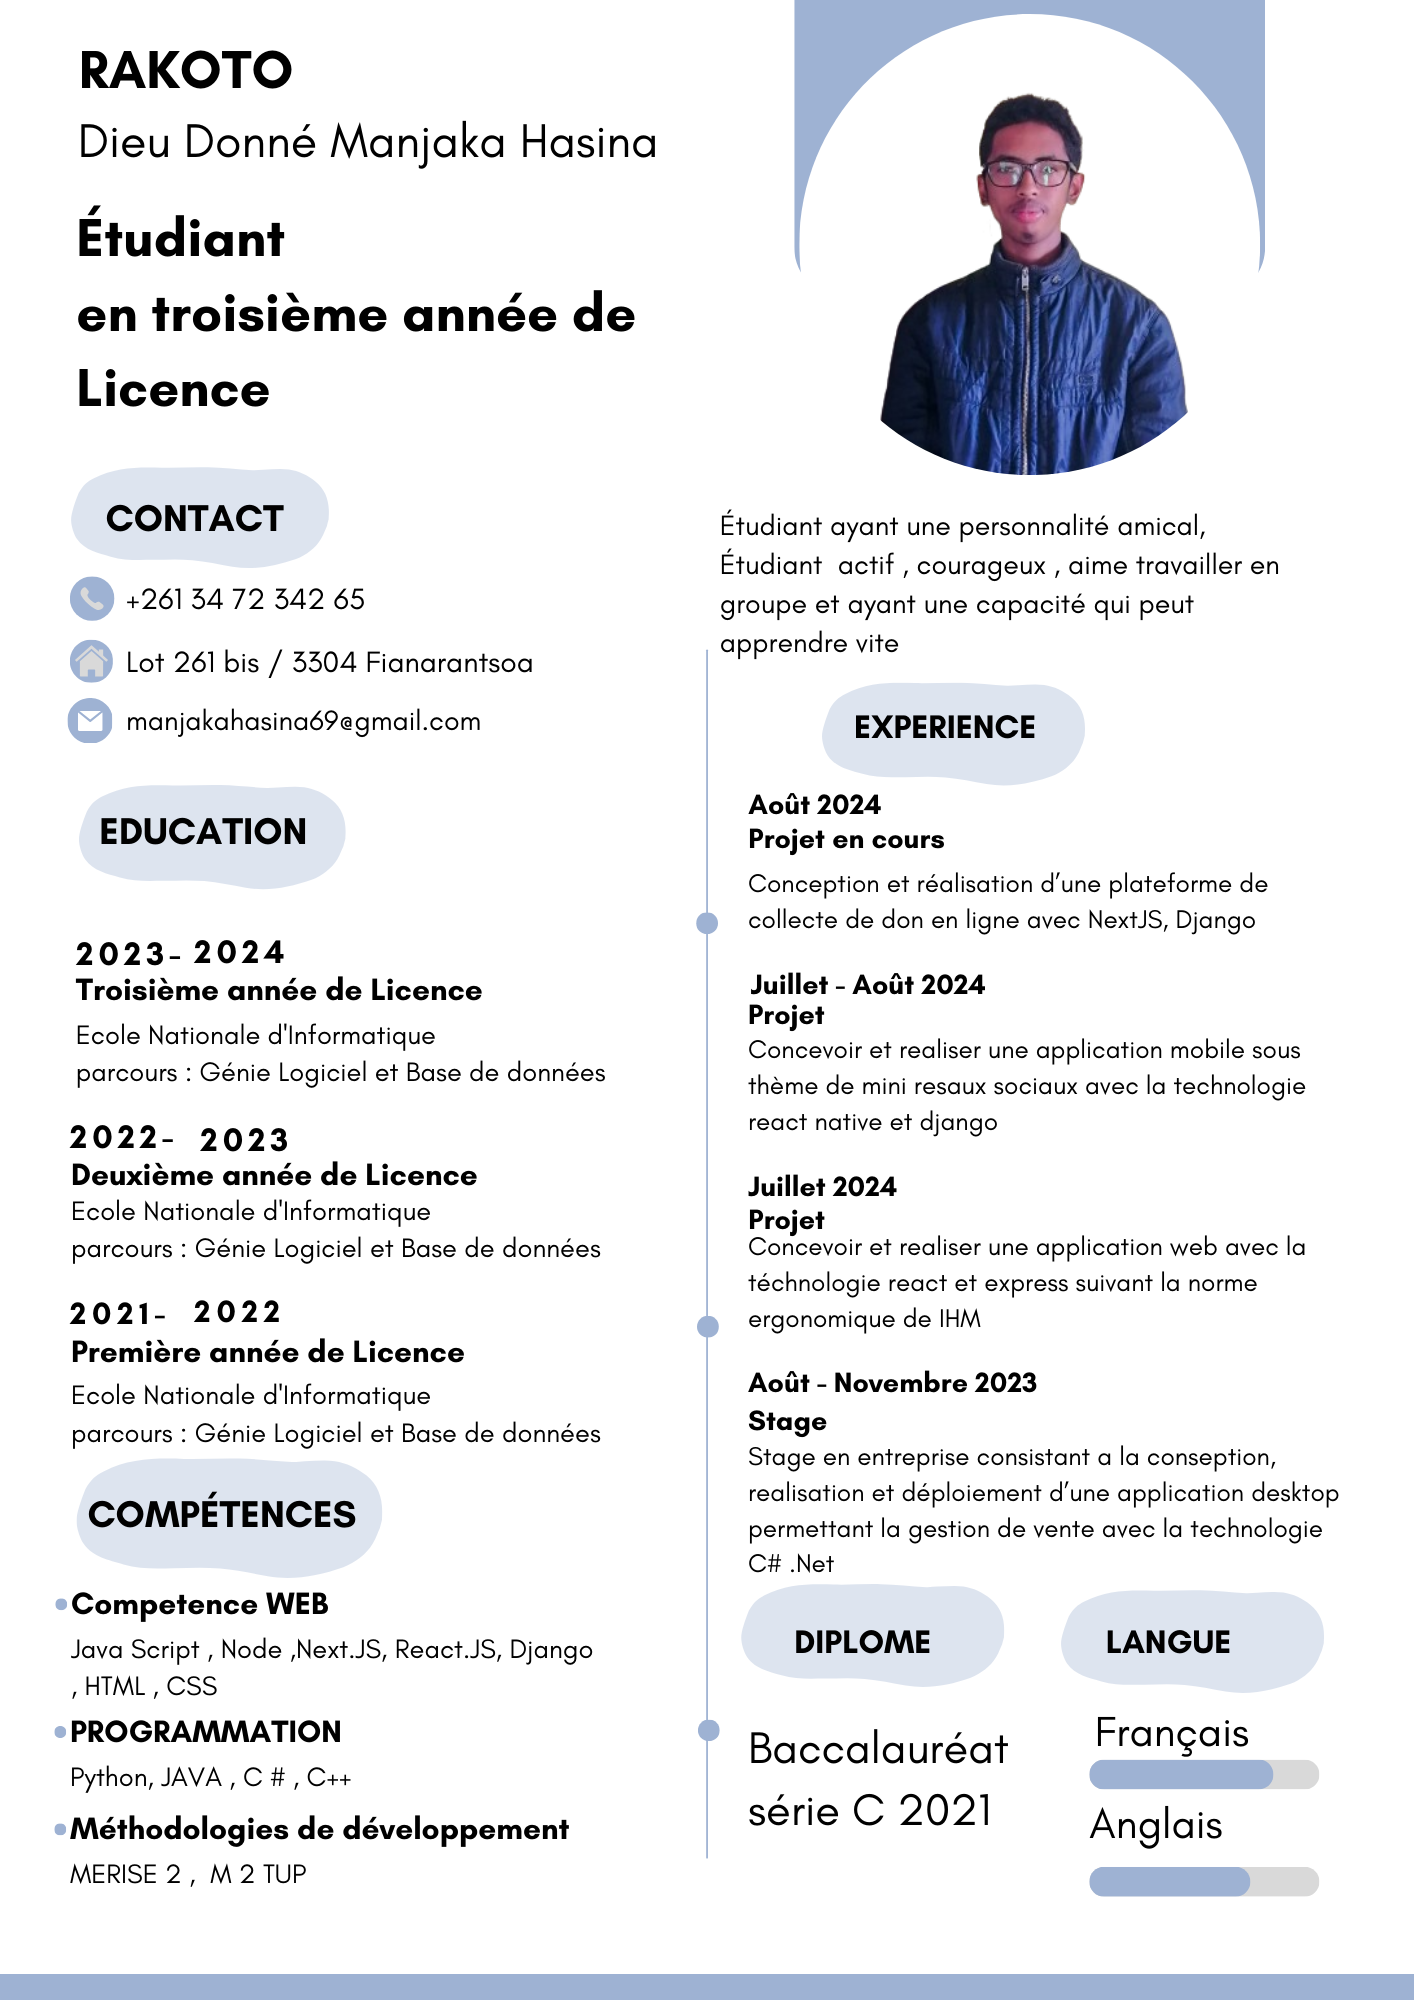 RAKOTO
Dieu Donné Manjaka Hasina
Étudiant
en troisième année de
Licence
CONTACT
+261 34 72 342 65
Lot 261 bis / 3304 Fianarantsoa
manjakahasina69@gmail.com
EDUCATION
2023- 2024
Troisième année de Licence
Ecole Nationale d'Informatique
parcours : Génie Logiciel et Base de données
2022- 2023
Deuxième année de Licence
Ecole Nationale d'Informatique
parcours : Génie Logiciel et Base de données
2021- 2022
Première année de Licence
Ecole Nationale d'Informatique
parcours : Génie Logiciel et Base de données
COMPÉTENCES
Competence WEB
Java Script , Node ,Next.JS, React.JS, Django
, HTML , CSS
PROGRAMMATION
Python, JAVA , C # , C++
Méthodologies de développement
MERISE 2 , M 2 TUP
Étudiant ayant une personnalité amical,
Étudiant actif , courageux , aime travailler en
groupe et ayant une capacité qui peut
apprendre vite
EXPERIENCE
Août 2024
Projet en cours
Conception et réalisation d’une plateforme de
collecte de don en ligne avec NextJS, Django
Juillet - Août 2024
Projet
Concevoir et realiser une application mobile sous
thème de mini resaux sociaux avec la technologie
react native et django
Juillet 2024
Projet
Concevoir et realiser une application web avec la
téchnologie react et express suivant la norme
ergonomique de IHM
Août - Novembre 2023
Stage
Stage en entreprise consistant a la conseption,
realisation et déploiement d’une application desktop
permettant la gestion de vente avec la technologie
C# .Net
DIPLOME
Baccalauréat
série C 2021
LANGUE
Français
Anglais